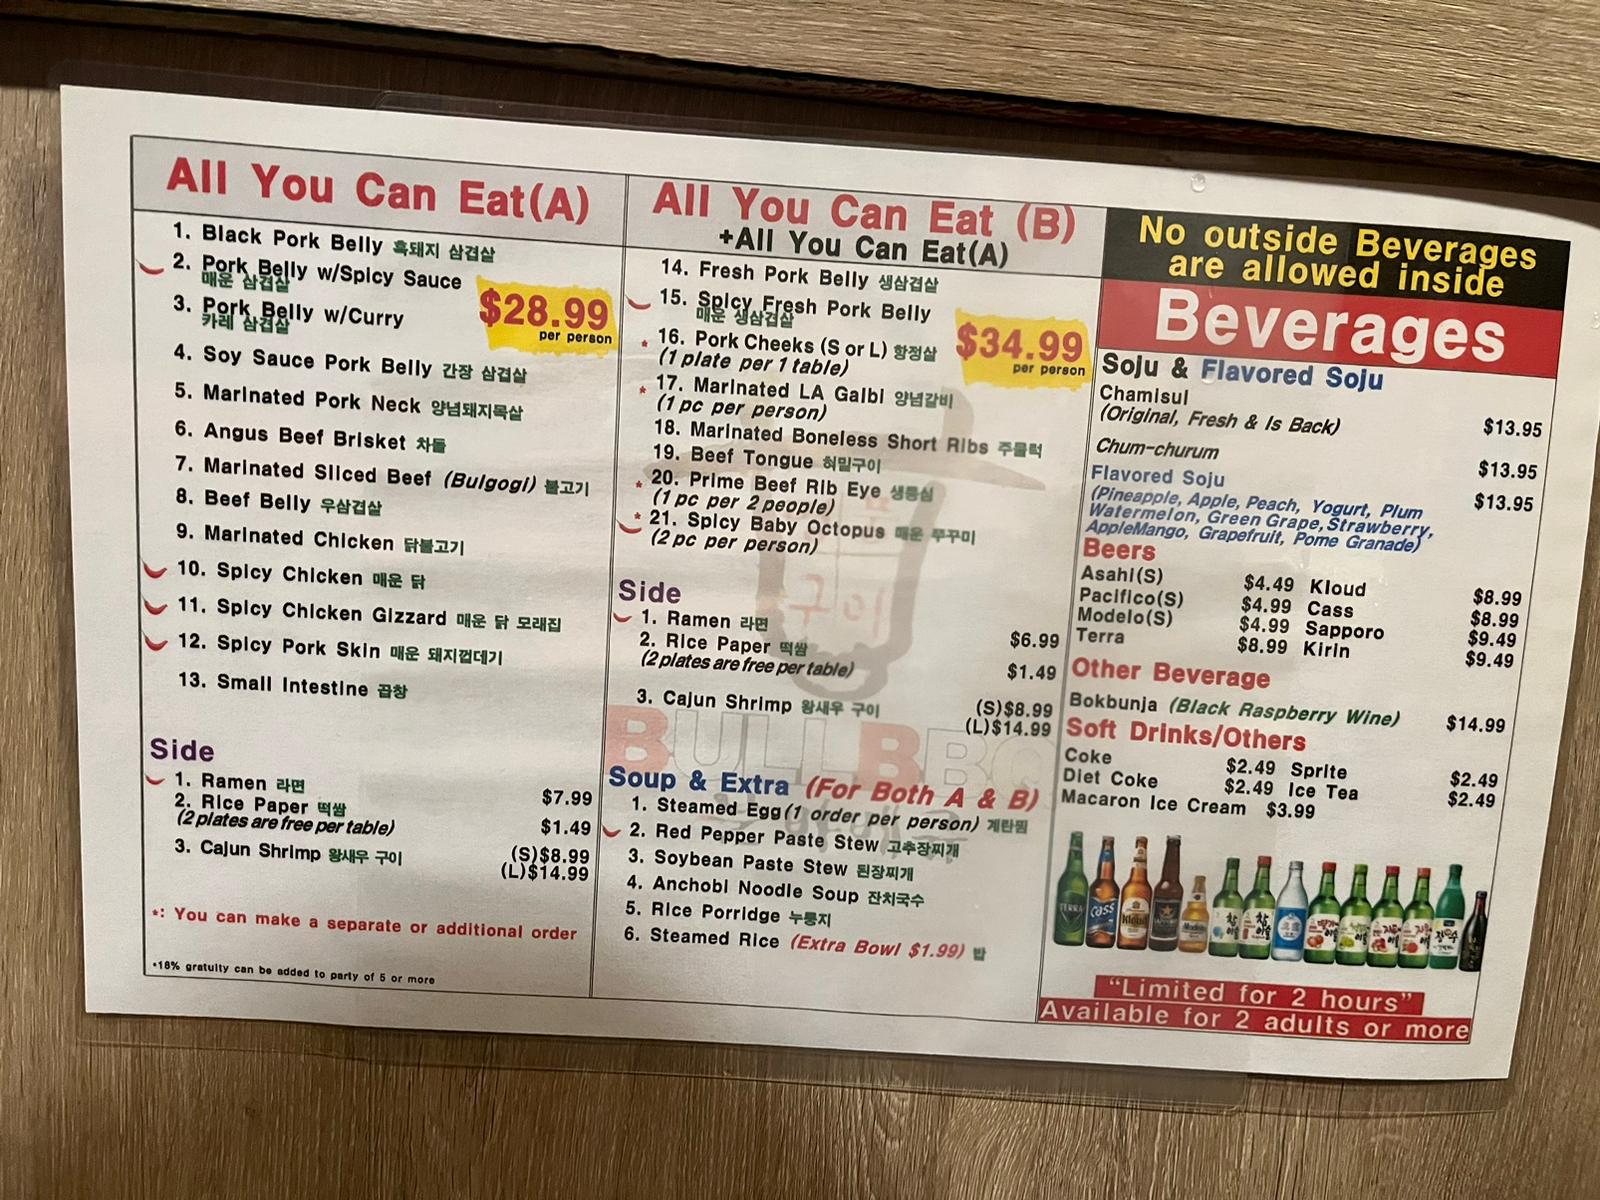 All You Can Eat(A)
1. Black Pork Belly 흑돼지 삼겹살
2. Pork Belly w/Spicy Sauce
매운 삼겹살
3. Pork Belly w/Curry
카레 삼겹살
$28.99
per person
4. Soy Sauce Pork Belly 간장 삼겹살
5. Marinated Pork Neck 양념돼지목살
6. Angus Beef Brisket 차돌
7. Marinated Sliced Beef (Bulgogi) 불고기
8. Beef Belly 우삼겹살
9. Marinated Chicken 닭불고기
10. Spicy Chicken 매운 닭
11. Spicy Chicken Gizzard 매운 닭 모래집
12. Spicy Pork Skin 매운 돼지껍데기
13. Small Intestine 곱창
Side
1. Ramen 라면 $7.99
2. Rice Paper 떡쌈
(2 plates are free per table) $1.49
3. Cajun Shrimp 왕새우 구이 (S)$8.99
(L)$14.99
*: You can make a separate or additional order
*18% gratuity can be added to party of 5 or more
All You Can Eat (B)
+All You Can Eat(A)
14. Fresh Pork Belly 생삼겹살
15. Spicy Fresh Pork Belly
매운 생삼겹살
$34.99
per person
* 16. Pork Cheeks (S or L) 항정살
(1 plate per 1 table)
* 17. Marinated LA Galbi 양념갈비
(1 pc per person)
18. Marinated Boneless Short Ribs 주물럭
19. Beef Tongue 혀밑구이
* 20. Prime Beef Rib Eye 생등심
(1 pc per 2 people)
* 21. Spicy Baby Octopus 매운 쭈꾸미
(2 pc per person)
Side
1. Ramen 라면 $6.99
2. Rice Paper 떡쌈
(2 plates are free per table) $1.49
3. Cajun Shrimp 왕새우 구이 (S)$8.99
(L)$14.99
구이
BULLBBQ
Soup & Extra (For Both A & B)
1. Steamed Egg(1 order per person) 계란찜
2. Red Pepper Paste Stew 고추장찌개
3. Soybean Paste Stew 된장찌개
4. Anchobi Noodle Soup 잔치국수
5. Rice Porridge 누룽지
6. Steamed Rice (Extra Bowl $1.99) 밥
No outside Beverages
are allowed inside
Beverages
Soju & Flavored Soju
Chamisul
(Original, Fresh & Is Back) $13.95
Chum-churum $13.95
Flavored Soju $13.95
(Pineapple, Apple, Peach, Yogurt, Plum
Watermelon, Green Grape, Strawberry,
AppleMango, Grapefruit, Pome Granade)
Beers
Asahi(S) $4.49 Kloud $8.99
Pacifico(S) $4.99 Cass $8.99
Modelo(S) $4.99 Sapporo $9.49
Terra $8.99 Kirin $9.49
Other Beverage
Bokbunja (Black Raspberry Wine) $14.99
Soft Drinks/Others
Coke $2.49 Sprite $2.49
Diet Coke $2.49 Ice Tea $2.49
Macaron Ice Cream $3.99
TERRA
Cass
Kloud
"Limited for 2 hours"
Available for 2 adults or more